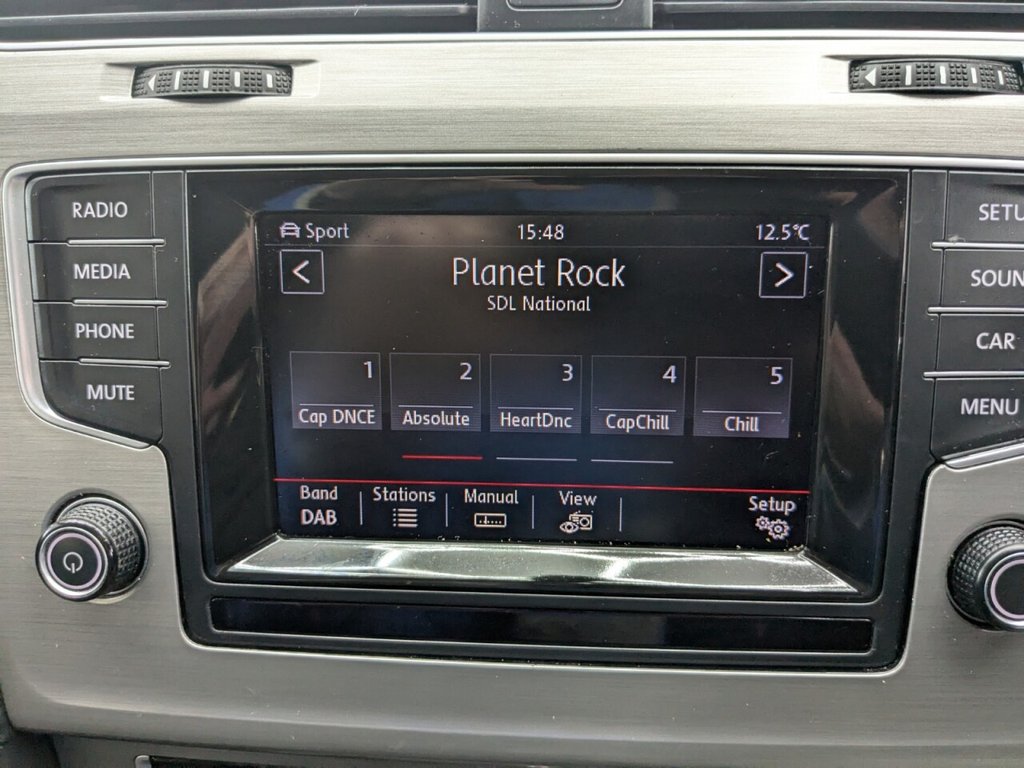 RADIO
MEDIA
PHONE
MUTE
Sport 15:48 12.5°C
< Planet Rock >
SDL National
1 2 3 4 5
Cap DNCE Absolute HeartDnc CapChill Chill
Band Stations Manual View Setup
DAB
SETU
SOUN
CAR
MENU